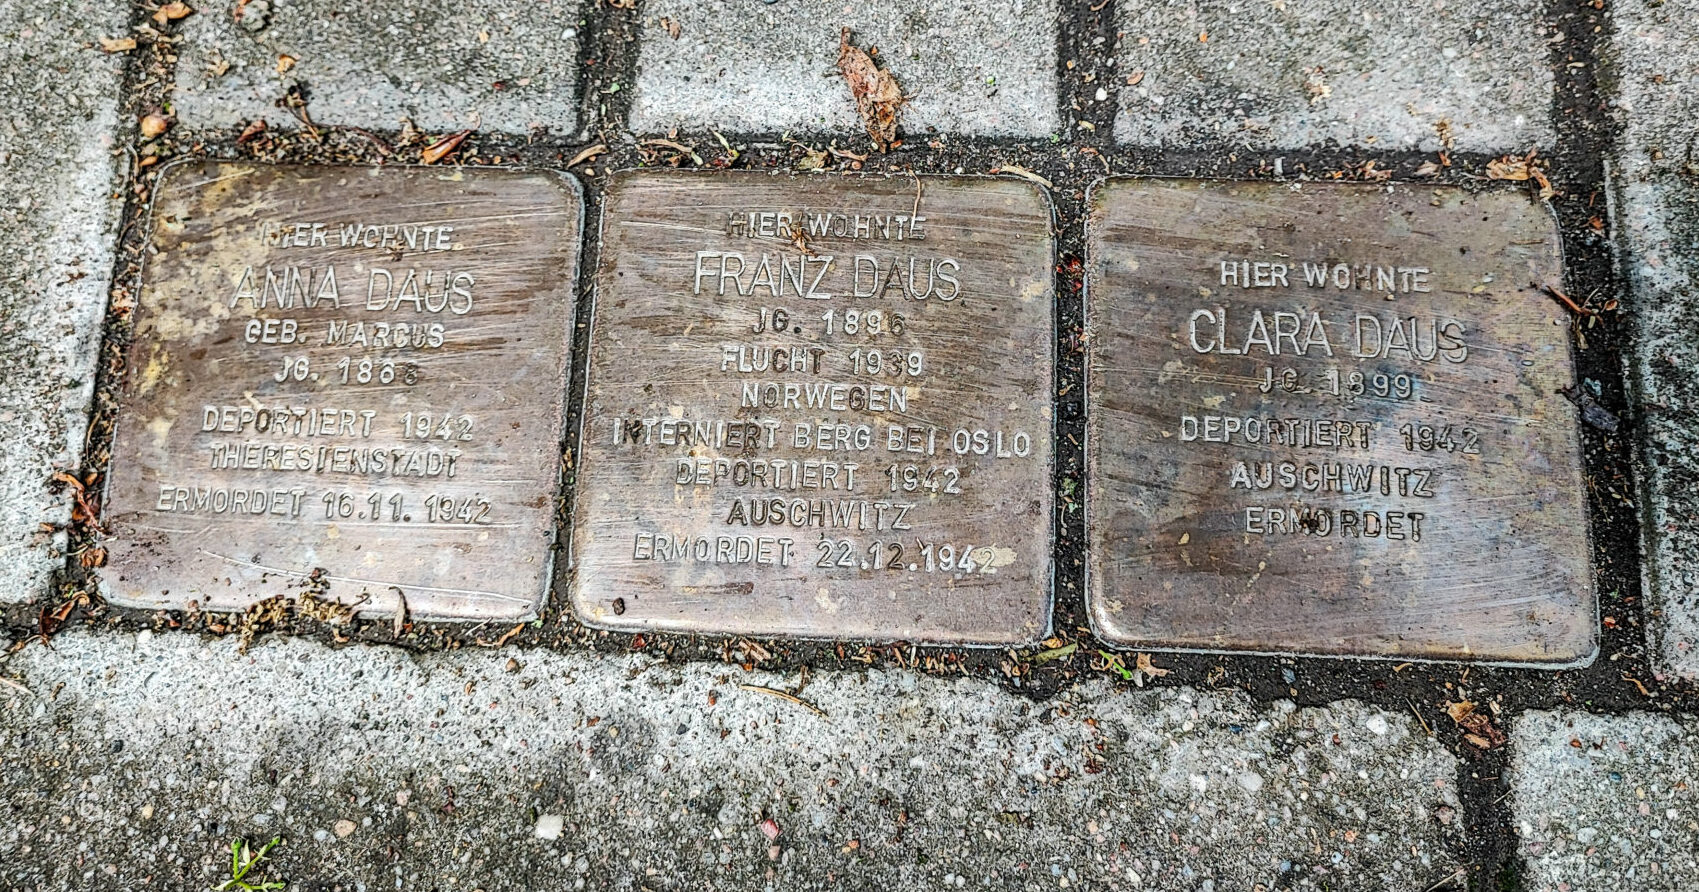 HIER WOHNTE
ANNA DAUS
GEB. MARCUS
JG. 1868
DEPORTIERT 1942
THERESIENSTADT
ERMORDET 16.11. 1942
HIER WOHNTE
FRANZ DAUS
JG. 1896
FLUCHT 1939
NORWEGEN
INTERNIERT BERG BEI OSLO
DEPORTIERT 1942
AUSCHWITZ
ERMORDET 22.12.1942
HIER WOHNTE
CLARA DAUS
JG. 1899
DEPORTIERT 1942
AUSCHWITZ
ERMORDET